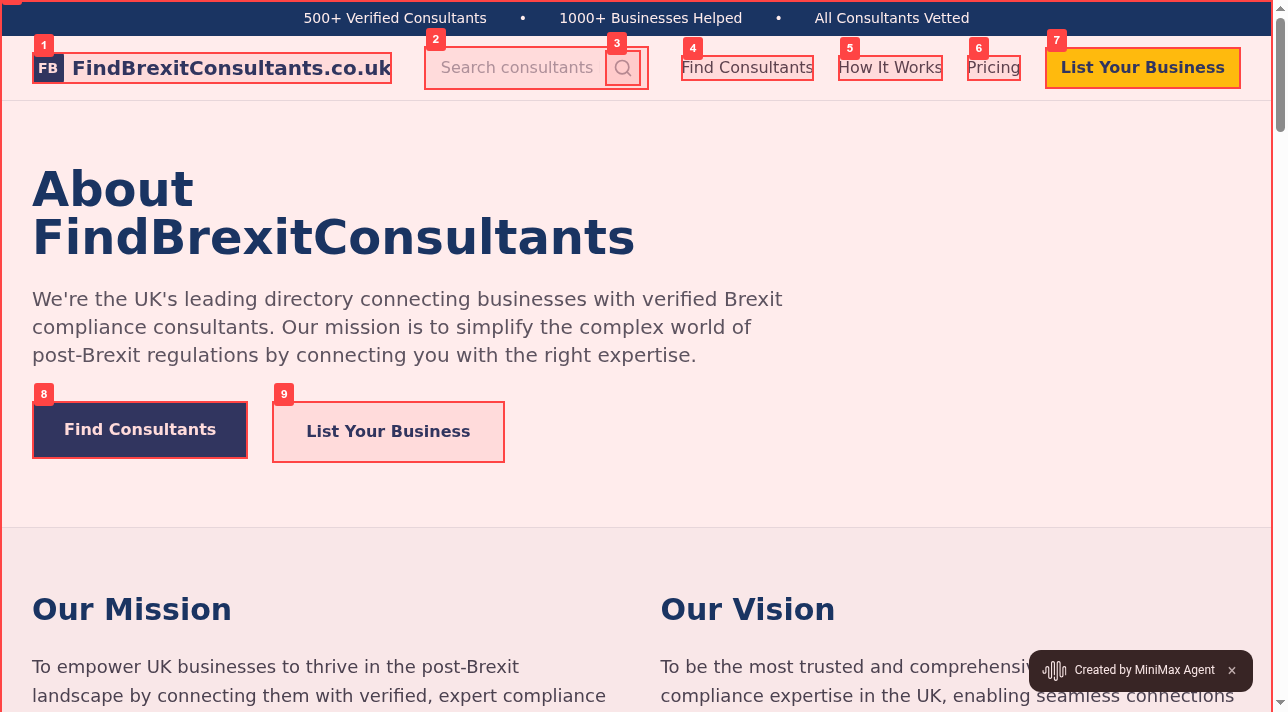 500+ Verified Consultants • 1000+ Businesses Helped • All Consultants Vetted
1 2 3 4 5 6 7
FB FindBrexitConsultants.co.uk Search consultants Find Consultants How It Works Pricing List Your Business
About
FindBrexitConsultants
We're the UK's leading directory connecting businesses with verified Brexit
compliance consultants. Our mission is to simplify the complex world of
post-Brexit regulations by connecting you with the right expertise.
8 9
Find Consultants List Your Business
Our Mission
To empower UK businesses to thrive in the post-Brexit
landscape by connecting them with verified, expert compliance
Our Vision
To be the most trusted and
compliance expertise in the UK, enabling seamless connections
Created by MiniMax Agent ×